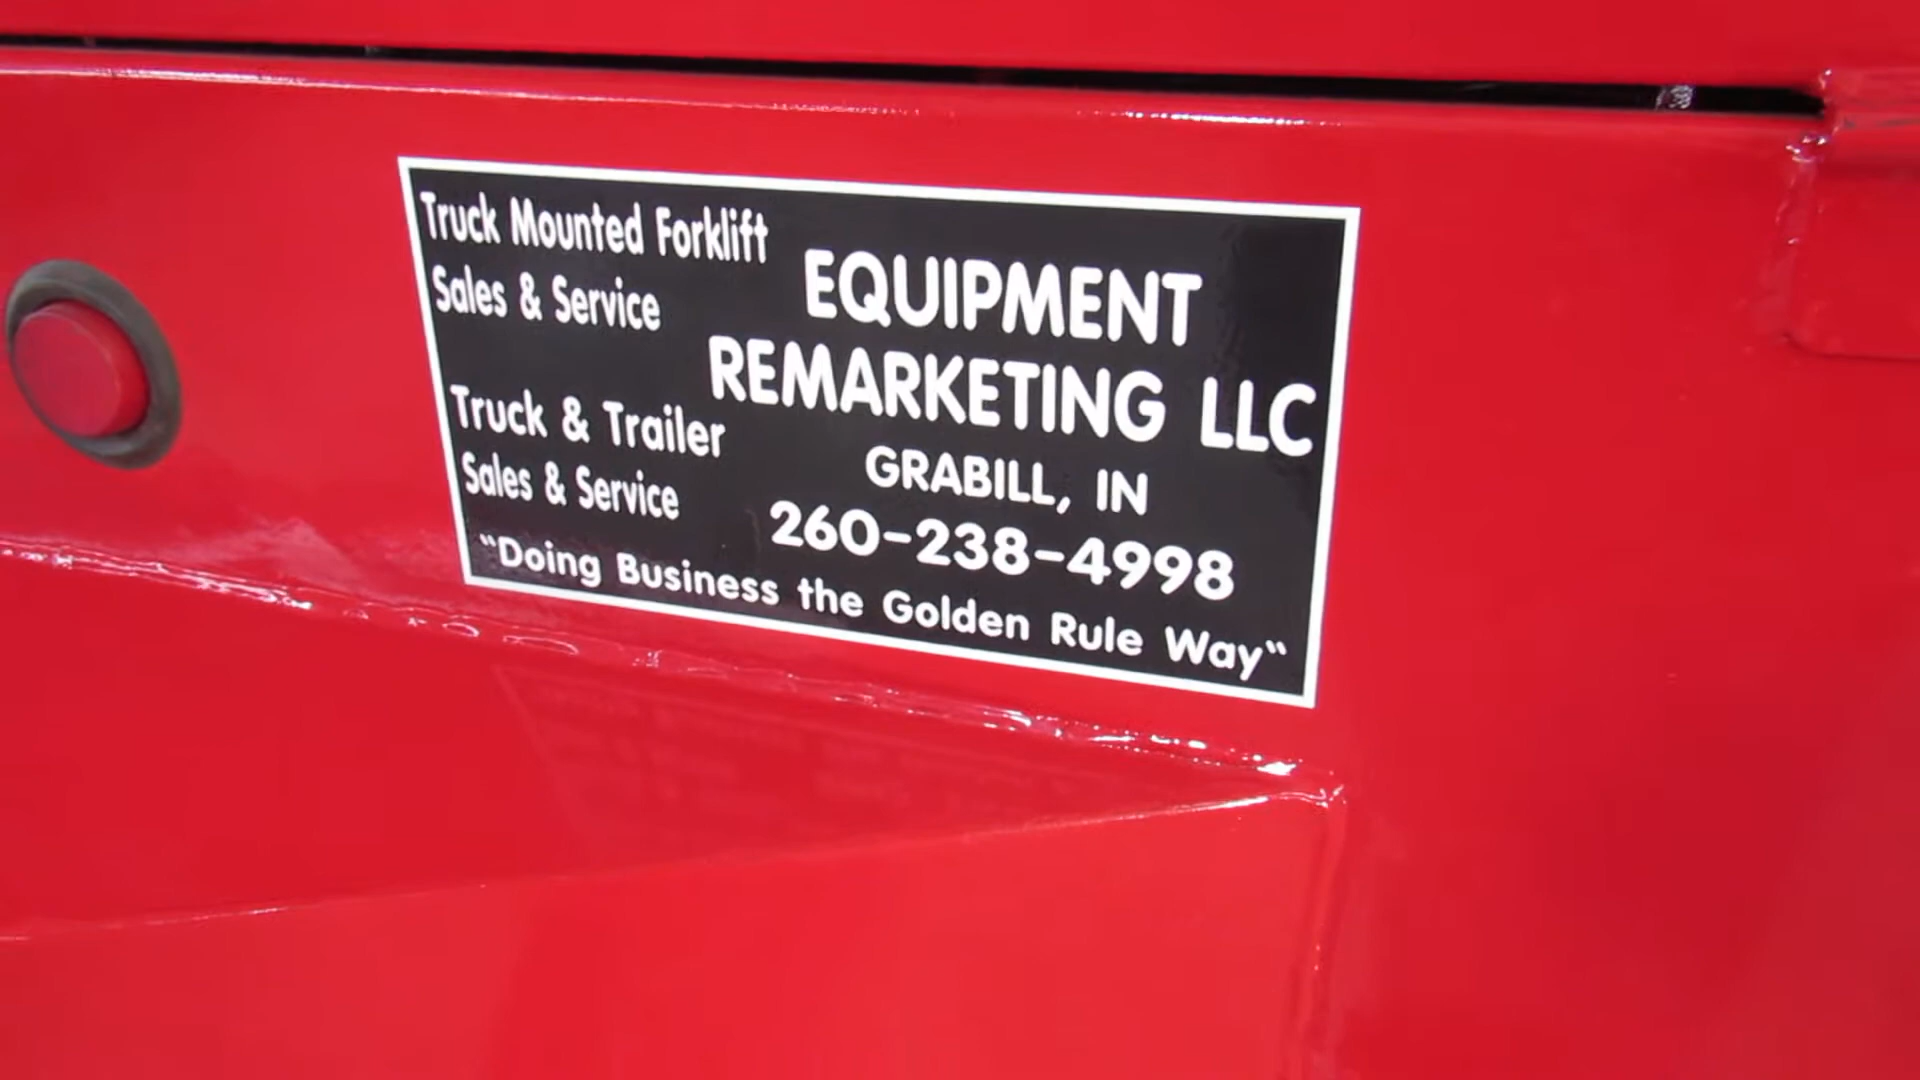 Truck Mounted Forklift
Sales & Service
Truck & Trailer
Sales & Service
EQUIPMENT
REMARKETING LLC
GRABILL, IN
260-238-4998
"Doing Business the Golden Rule Way"